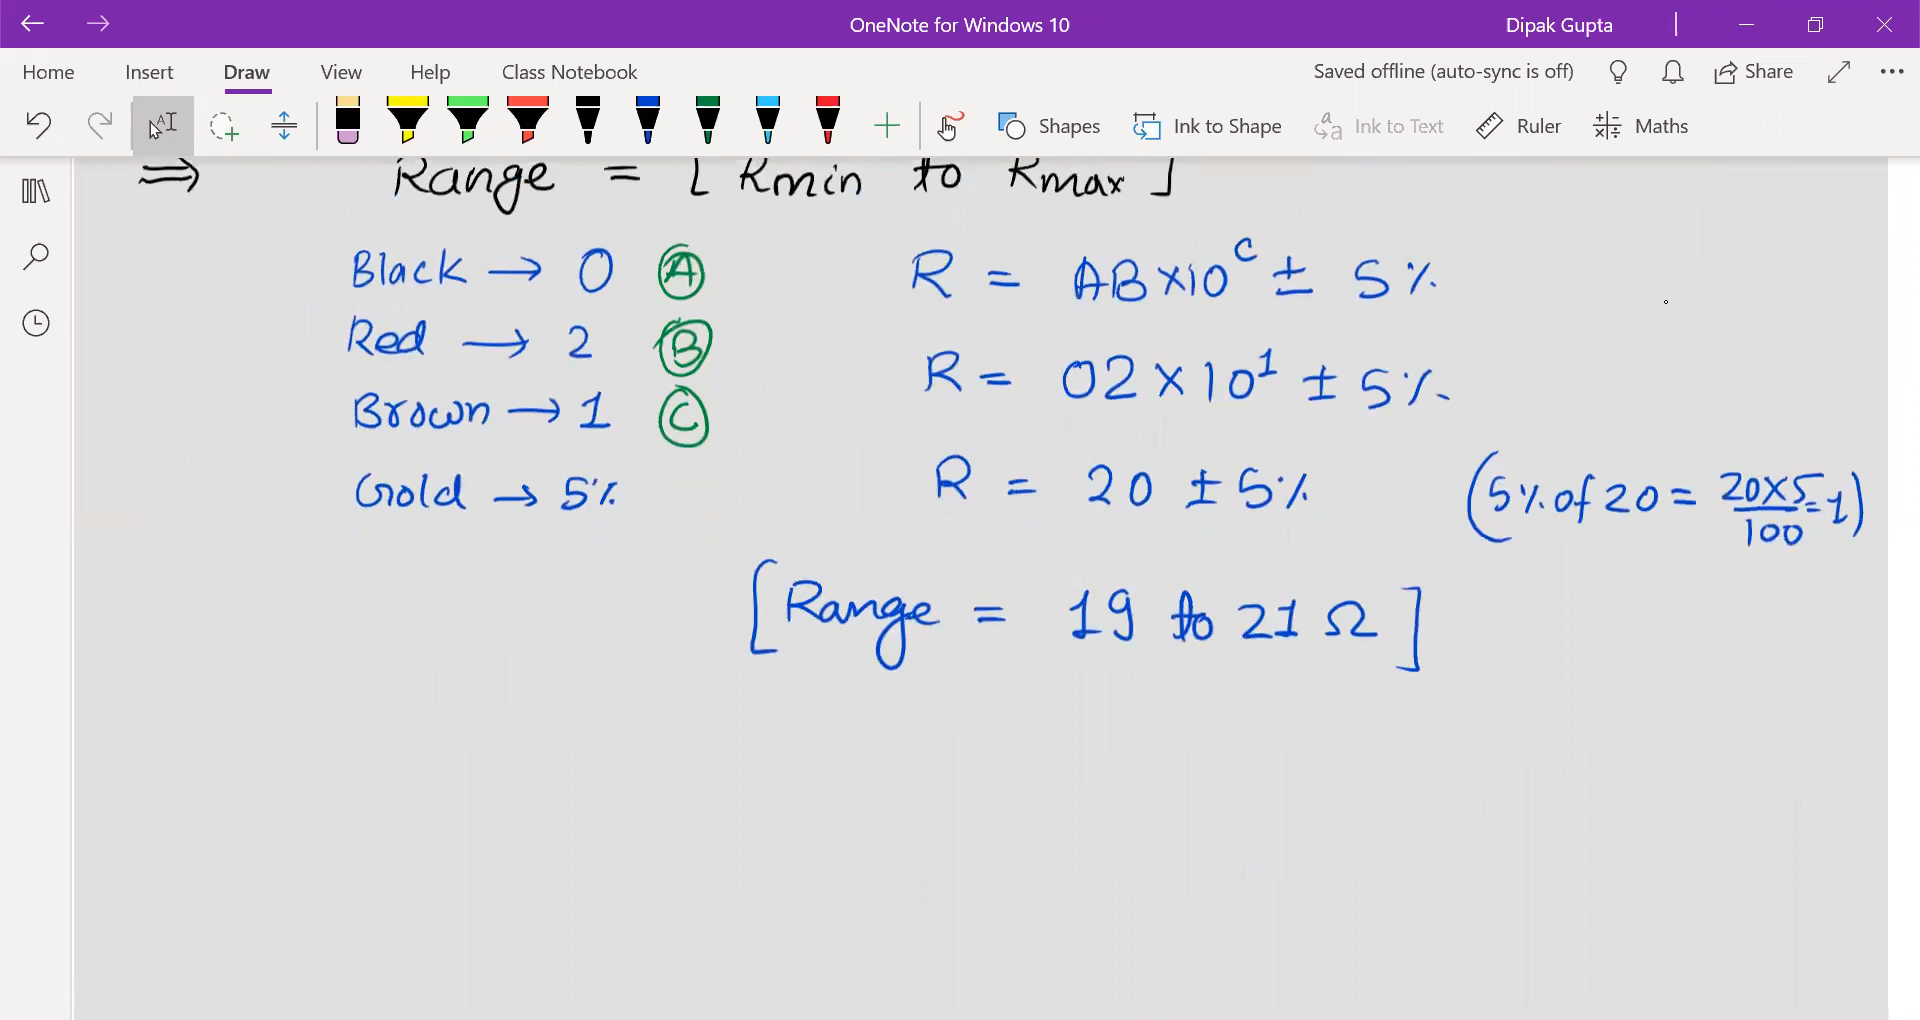 OneNote for Windows 10
Dipak Gupta
Home Insert Draw View Help Class Notebook
Saved offline (auto-sync is off) Share
Shapes Ink to Shape Ink to Text Ruler Maths
⇒ Range = [ Rmin to Rmax ]
Black → 0 A
R = AB×10^C ± 5%
Red → 2 B
R = 02 × 10^1 ± 5%
Brown → 1 C
Gold → 5%
R = 20 ± 5% (5% of 20 = 20×5/100 = 1)
[Range = 19 to 21 Ω]